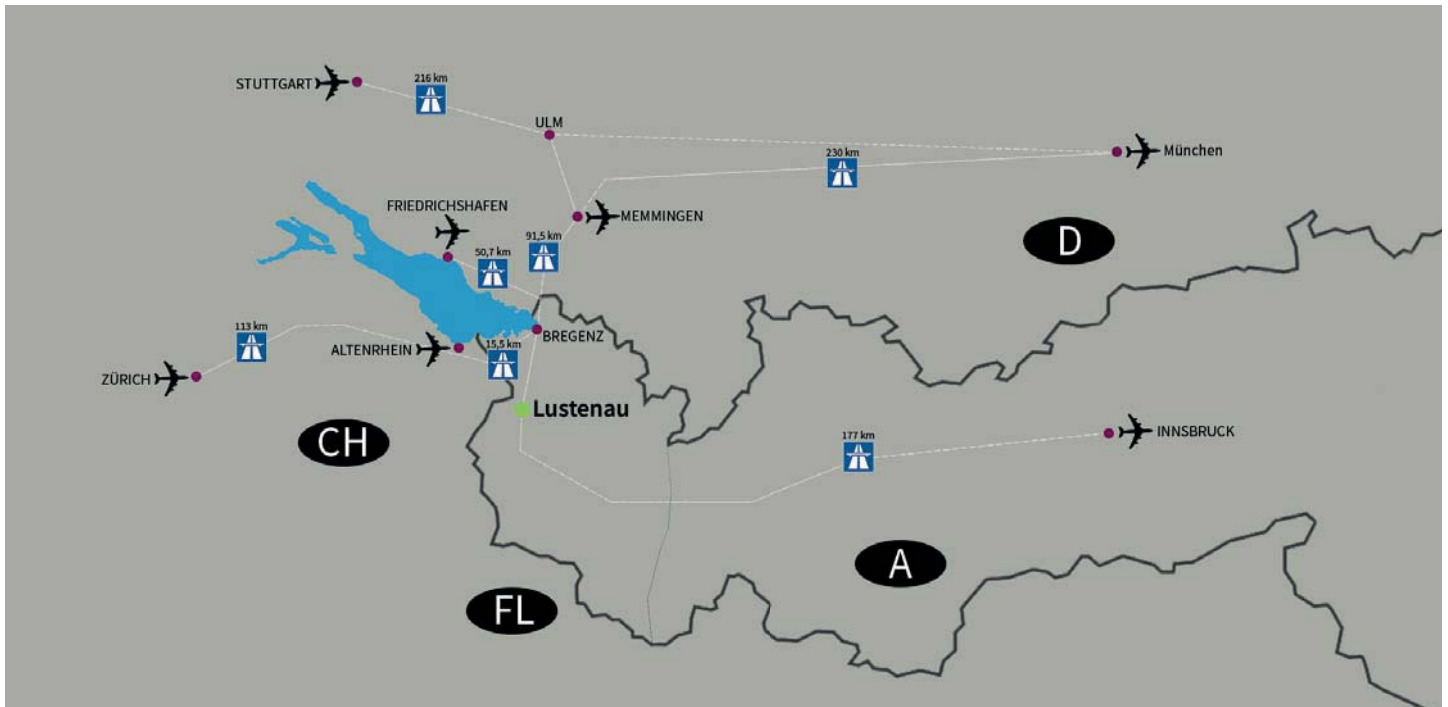 216 km
STUTTGART
ULM
230 km
München
FRIEDRICHSHAFEN
MEMMINGEN
91,5 km
50,7 km
D
113 km
BREGENZ
ALTENRHEIN
15,5 km
ZÜRICH
Lustenau
CH
177 km
INNSBRUCK
A
FL